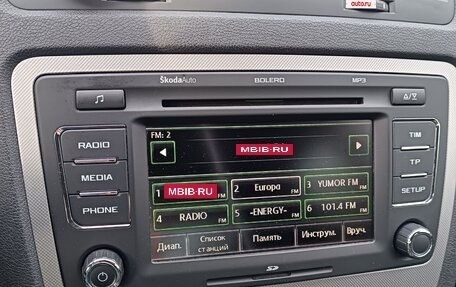 auto.ru
ŠkodaAuto BOLERO MP3
FM: 2
RADIO
MBIB-RU
TIM
MEDIA
TP
1 MBIB-RU FM 2 Europa FM 3 YUMOR FM FM
SETUP
PHONE
4 RADIO FM 5 -ENERGY- FM 6 101.4 FM FM
Диап. Список станций Память Инструм. Вруч.
SD